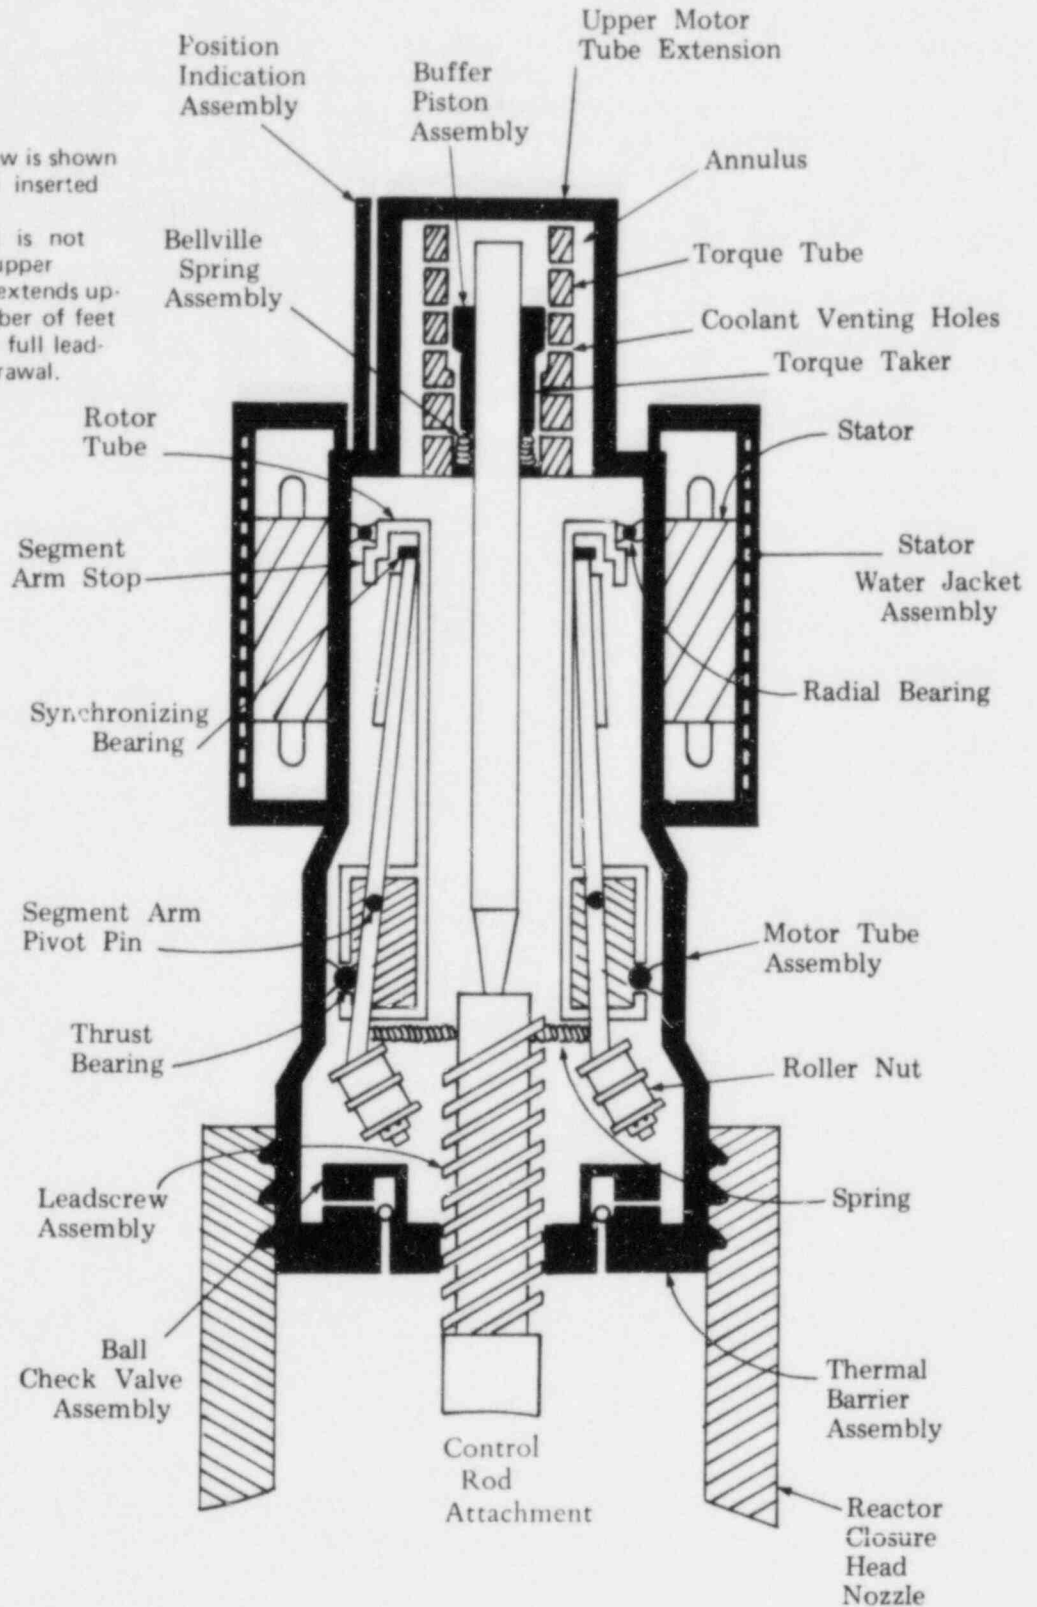 Position
Indication
Assembly
Buffer
Piston
Assembly
Upper Motor
Tube Extension
Annulus
w is shown
inserted
is not
upper
extends up-
ber of feet
full lead-
rawal.
Bellville
Spring
Assembly
Torque Tube
Coolant Venting Holes
Torque Taker
Rotor
Tube
Stator
Segment
Arm Stop
Stator
Water Jacket
Assembly
Synchronizing
Bearing
Radial Bearing
Segment Arm
Pivot Pin
Motor Tube
Assembly
Thrust
Bearing
Roller Nut
Leadscrew
Assembly
Spring
Ball
Check Valve
Assembly
Thermal
Barrier
Assembly
Control
Rod
Attachment
Reactor
Closure
Head
Nozzle